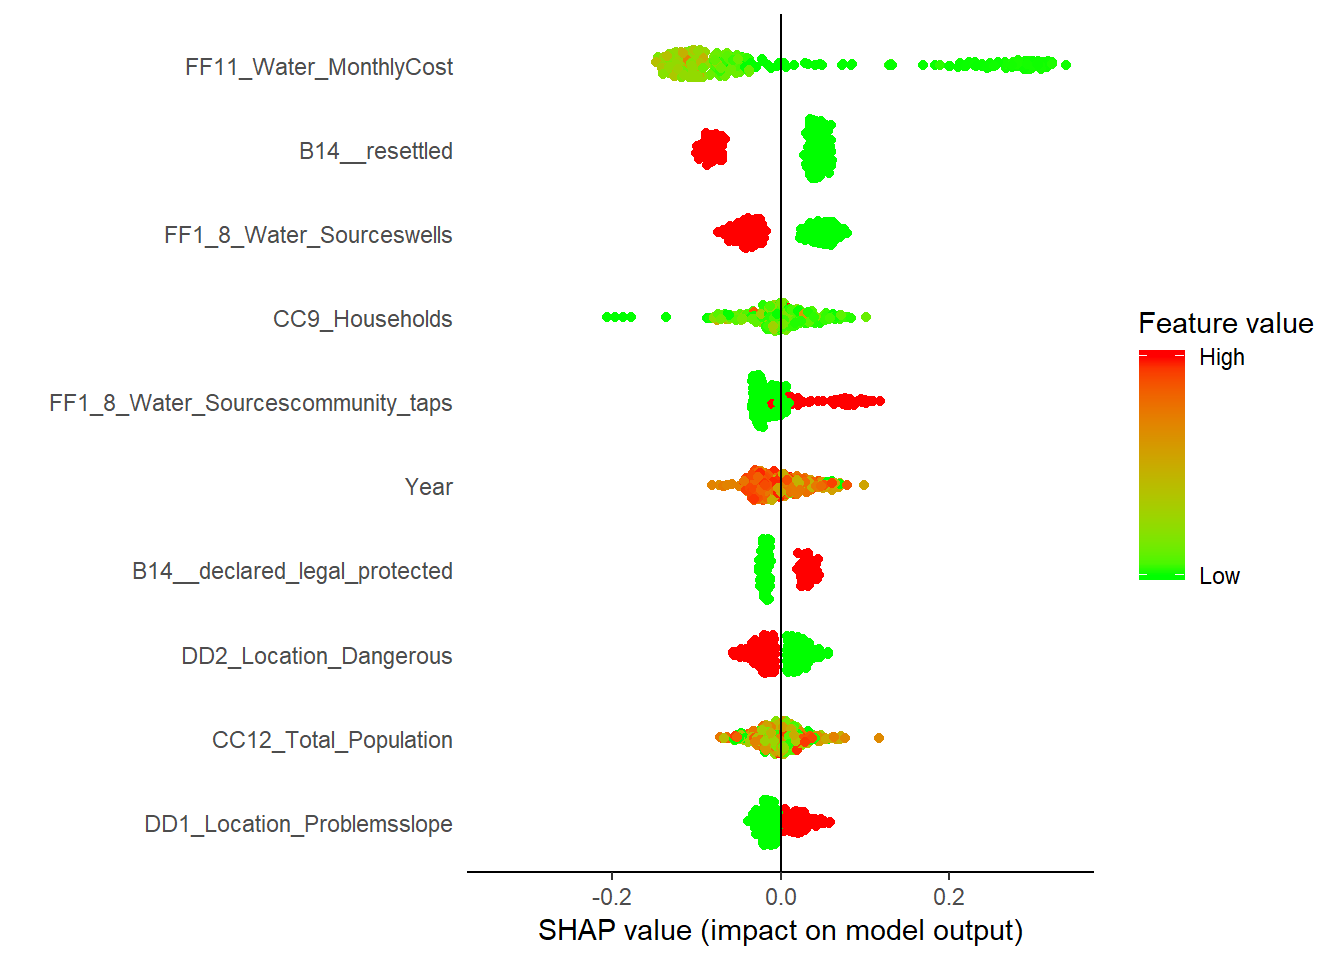 FF11_Water_MonthlyCost
B14__resettled
FF1_8_Water_Sourceswells
CC9_Households
FF1_8_Water_Sourcescommunity_taps
Year
B14__declared_legal_protected
DD2_Location_Dangerous
CC12_Total_Population
DD1_Location_Problemsslope
-0.2 0.0 0.2
SHAP value (impact on model output)
Feature value
High
Low